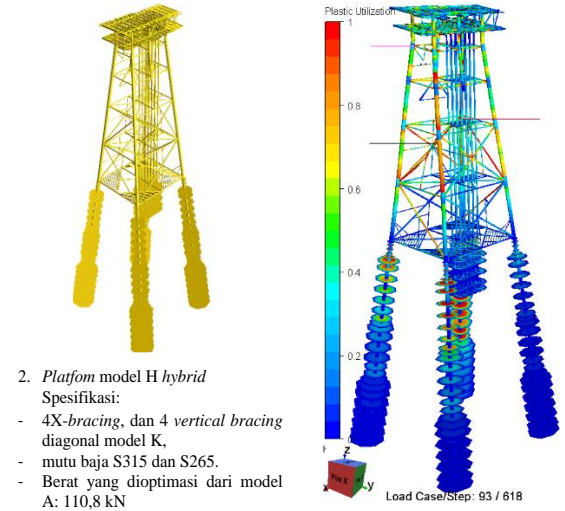 2. Platfom model H hybrid
Spesifikasi:
- 4X-bracing, dan 4 vertical bracing
diagonal model K,
- mutu baja S315 dan S265.
- Berat yang dioptimasi dari model
A: 110,8 kN
Plastic Utilization
1
0.8
0.6
0.4
0.2
z
Pos X
x
y
Load Case/Step: 93 / 618